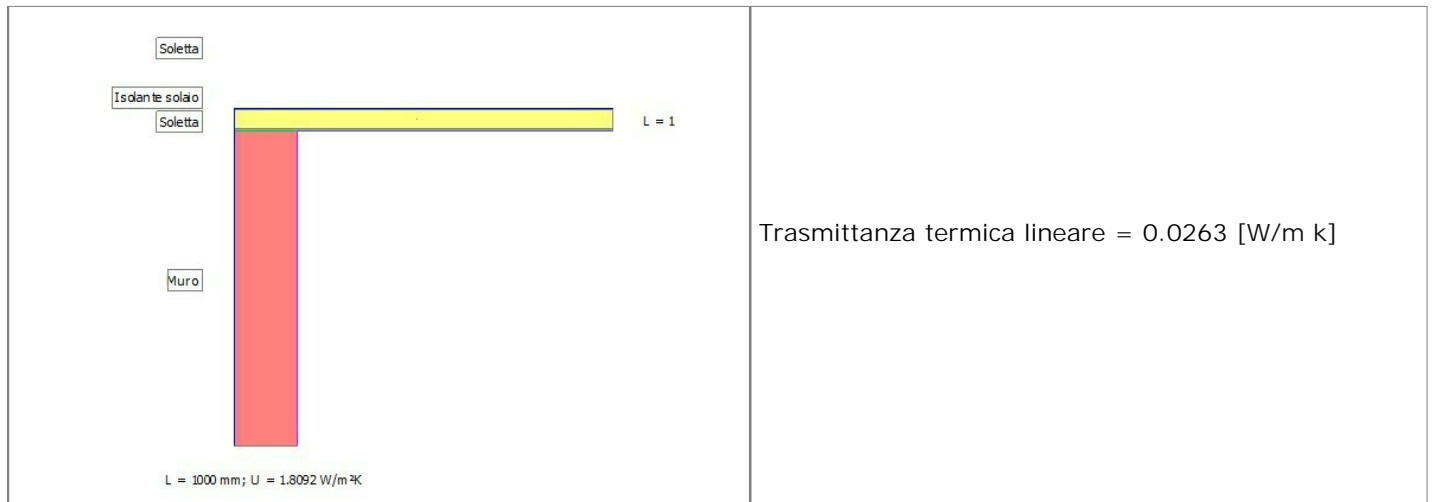 Soletta
Isolante solaio
Soletta
L = 1
Muro
L = 1000 mm; U = 1.8092 W/m²K
Trasmittanza termica lineare = 0.0263 [W/m k]